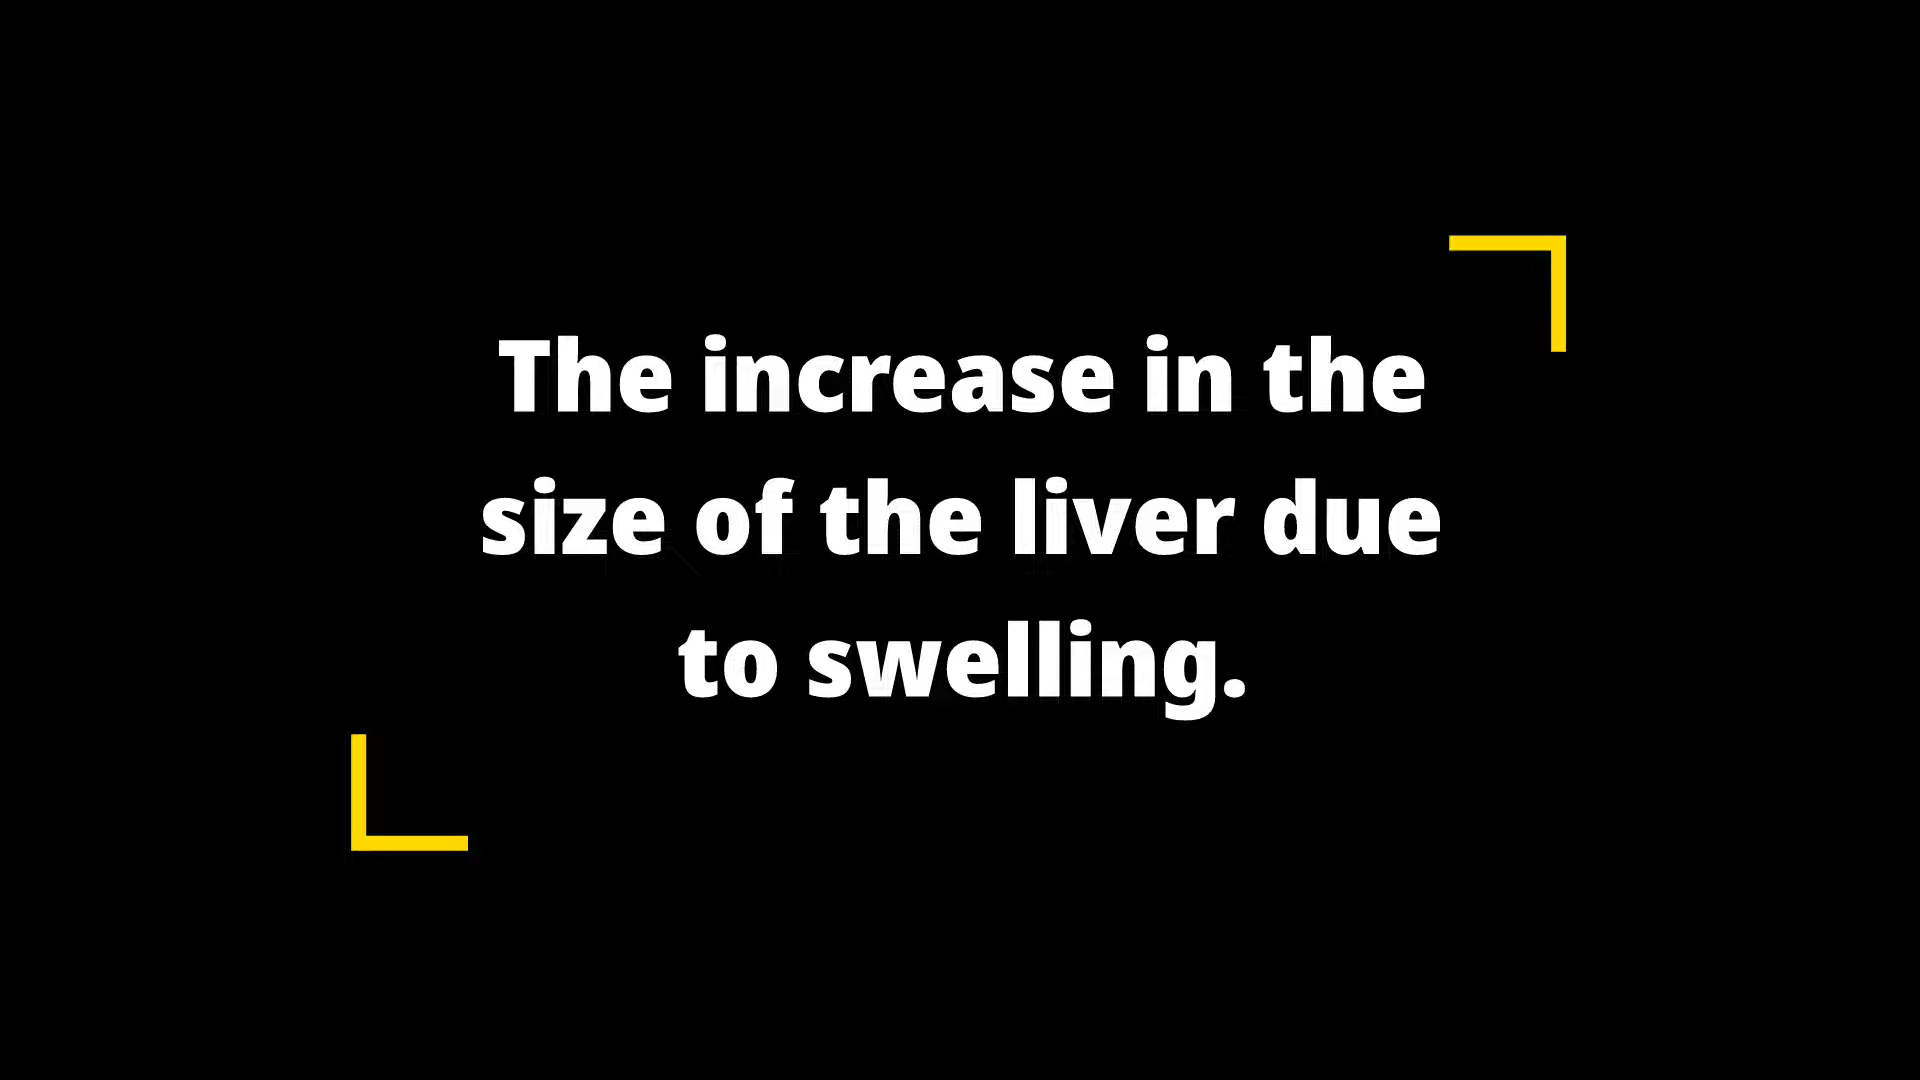 The increase in the
size of the liver due
to swelling.